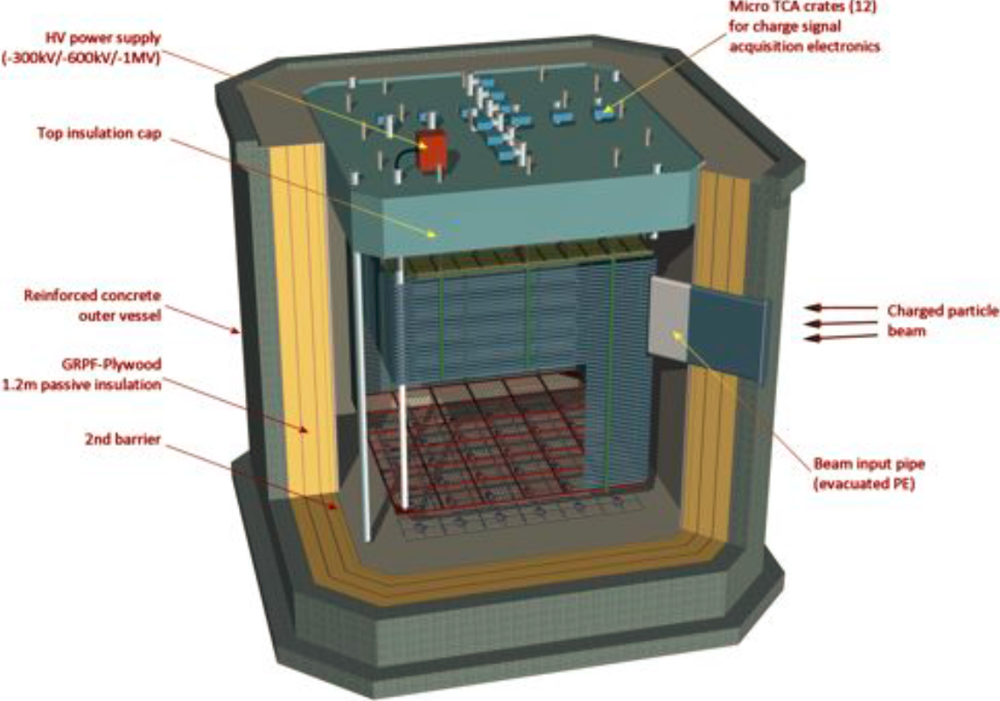 HV power supply
(-300kV/-600kV/-1MV)
Micro TCA crates (12)
for charge signal
acquisition electronics
Top insulation cap
Reinforced concrete
outer vessel
Charged particle
beam
GRPF-Plywood
1.2m passive insulation
2nd barrier
Beam input pipe
(evacuated PE)